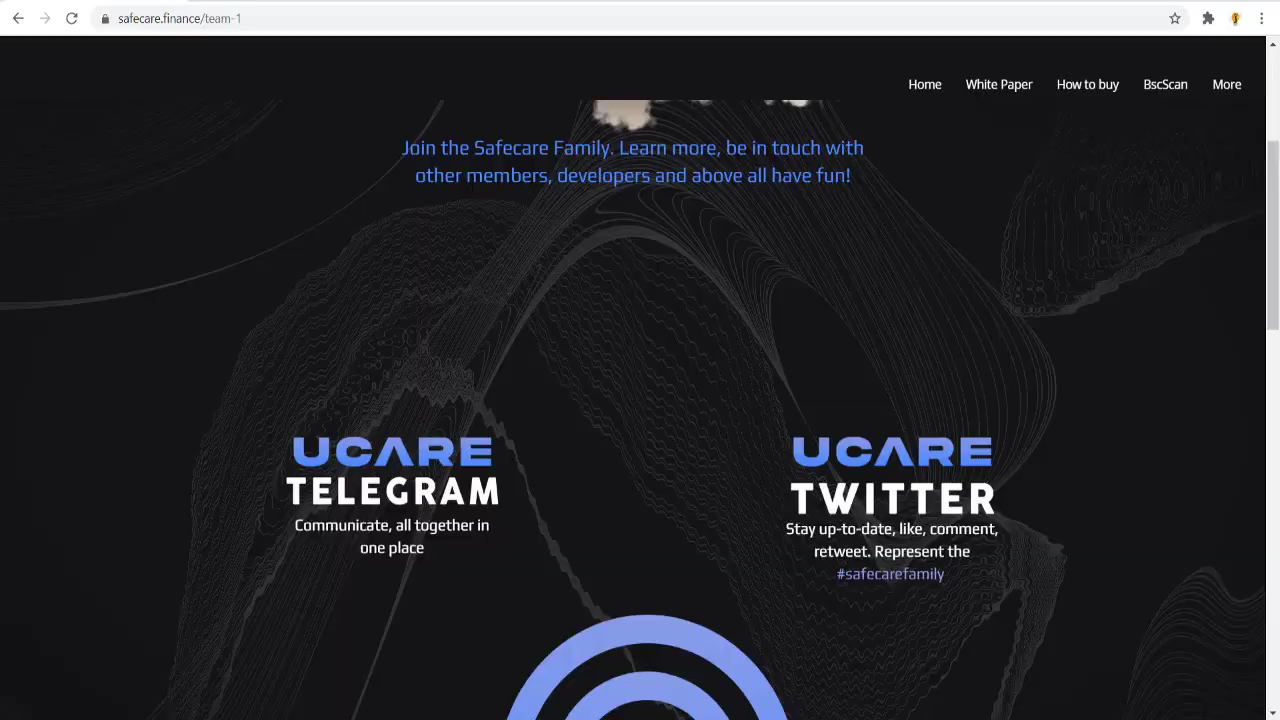 safecare.finance/team-1
Home White Paper How to buy BscScan More
Join the Safecare Family. Learn more, be in touch with
other members, developers and above all have fun!
UCARE
TELEGRAM
Communicate, all together in
one place
UCARE
TWITTER
Stay up-to-date, like, comment,
retweet. Represent the
#safecarefamily